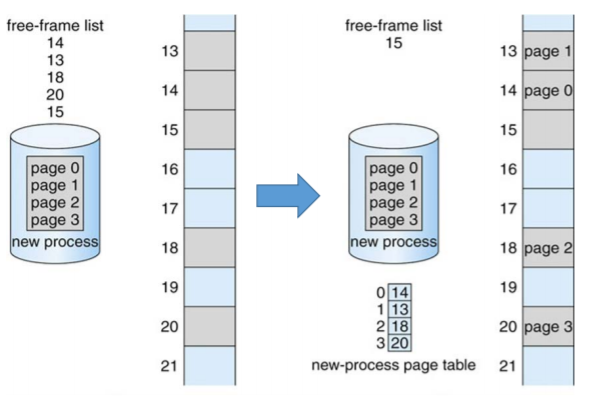 free-frame list
14
13
18
20
15
page 0
page 1
page 2
page 3
new process
13
14
15
16
17
18
19
20
21
free-frame list
15
page 0
page 1
page 2
page 3
new process
0 14
1 13
2 18
3 20
new-process page table
13 page 1
14 page 0
15
16
17
18 page 2
19
20 page 3
21